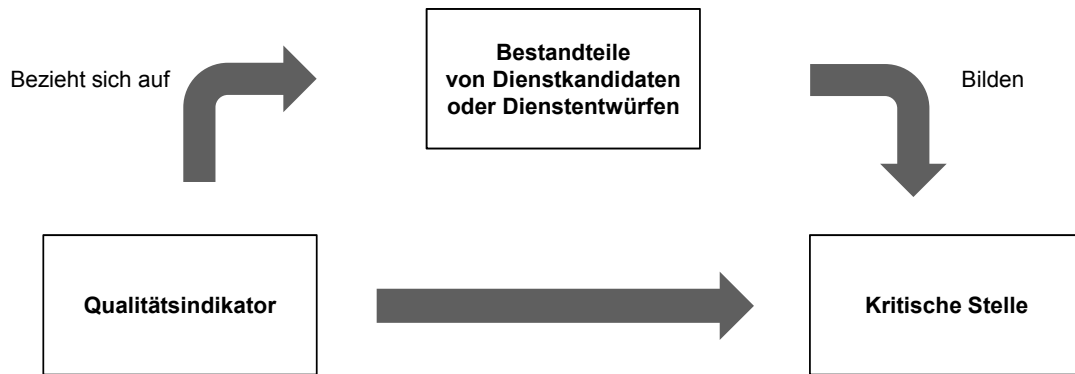 Bestandteile
von Dienstkandidaten
oder Dienstentwürfen
Bezieht sich auf
Bilden
Qualitätsindikator
Kritische Stelle